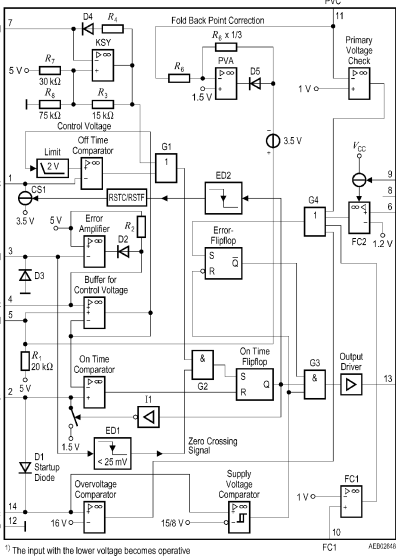 PVC
7
D4
R4
Fold Back Point Correction
11
KSY
R8 x 1/3
Primary
Voltage
Check
R7
5 V
30 kΩ
R6
PVA
D5
1.5 V
1 V
R8
75 kΩ
R3
15 kΩ
Control Voltage
Off Time
Comparator
G1
3.5 V
Limit
2 V
1
VCC
9
1
CS1
RSTC/RSTF
ED2
G4
8
3.5 V
R2
1
6
5 V
Error
Amplifier
Error-
Flipflop
FC2
1.2 V
3
D2
S
Q
R
D3
Buffer for
Control Voltage
4
5
R1
20 kΩ
5 V
On Time
Comparator
&
On Time
Flipflop
G3
Output
Driver
G2
S
Q
R
&
13
2
I1
1.5 V
ED1
Zero Crossing
Signal
D1
Startup
Diode
< 25 mV
Overvoltage
Comparator
Supply
Voltage
Comparator
FC1
14
1 V
12
16 V
15/8 V
10
FC1
AEB02646
1) The input with the lower voltage becomes operative